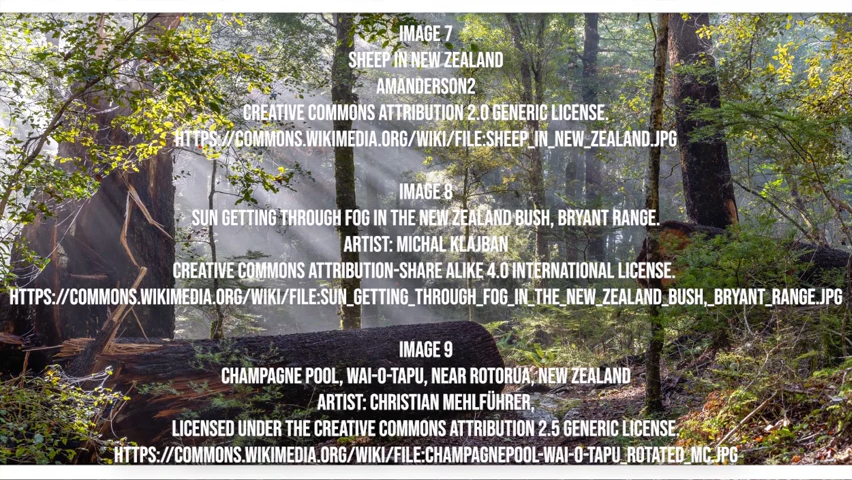 IMAGE 7
SHEEP IN NEW ZEALAND
AMANDERSON2
CREATIVE COMMONS ATTRIBUTION 2.0 GENERIC LICENSE.
HTTPS://COMMONS.WIKIMEDIA.ORG/WIKI/FILE:SHEEP_IN_NEW_ZEALAND.JPG
IMAGE 8
SUN GETTING THROUGH FOG IN THE NEW ZEALAND BUSH, BRYANT RANGE.
ARTIST: MICHAL KLAJBAN
CREATIVE COMMONS ATTRIBUTION-SHARE ALIKE 4.0 INTERNATIONAL LICENSE.
HTTPS://COMMONS.WIKIMEDIA.ORG/WIKI/FILE:SUN_GETTING_THROUGH_FOG_IN_THE_NEW_ZEALAND_BUSH,_BRYANT_RANGE.JPG
IMAGE 9
CHAMPAGNE POOL, WAI-O-TAPU, NEAR ROTORUA, NEW ZEALAND
ARTIST: CHRISTIAN MEHLFÜHRER,
LICENSED UNDER THE CREATIVE COMMONS ATTRIBUTION 2.5 GENERIC LICENSE.
HTTPS://COMMONS.WIKIMEDIA.ORG/WIKI/FILE:CHAMPAGNEPOOL-WAI-O-TAPU_ROTATED_MC.JPG